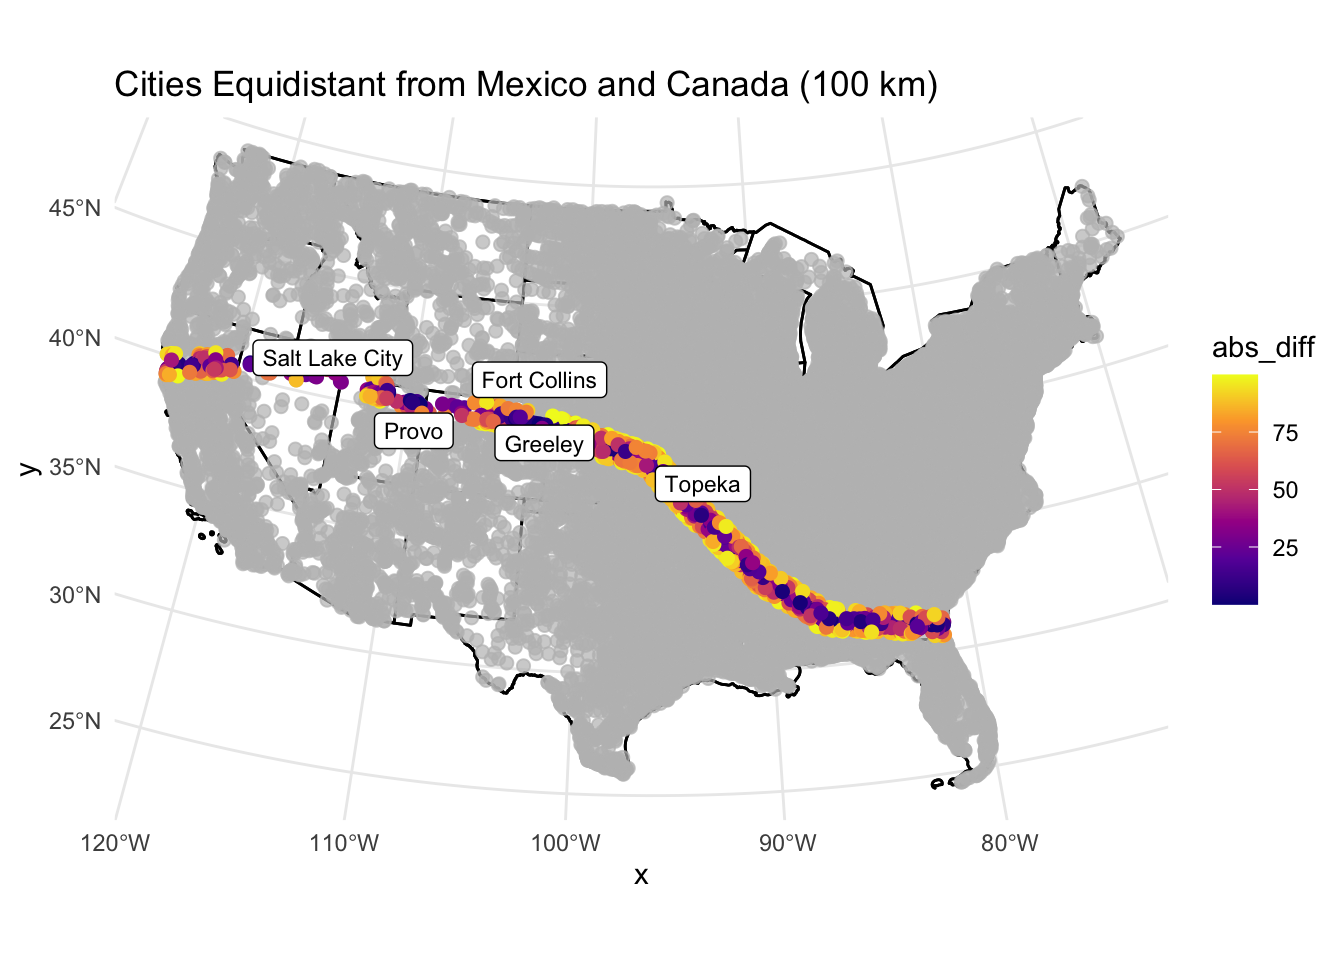 Cities Equidistant from Mexico and Canada (100 km)
45°N
40°N
35°N
30°N
25°N
y
Salt Lake City
Fort Collins
Provo
Greeley
Topeka
120°W
110°W
100°W
90°W
80°W
x
abs_diff
75
50
25